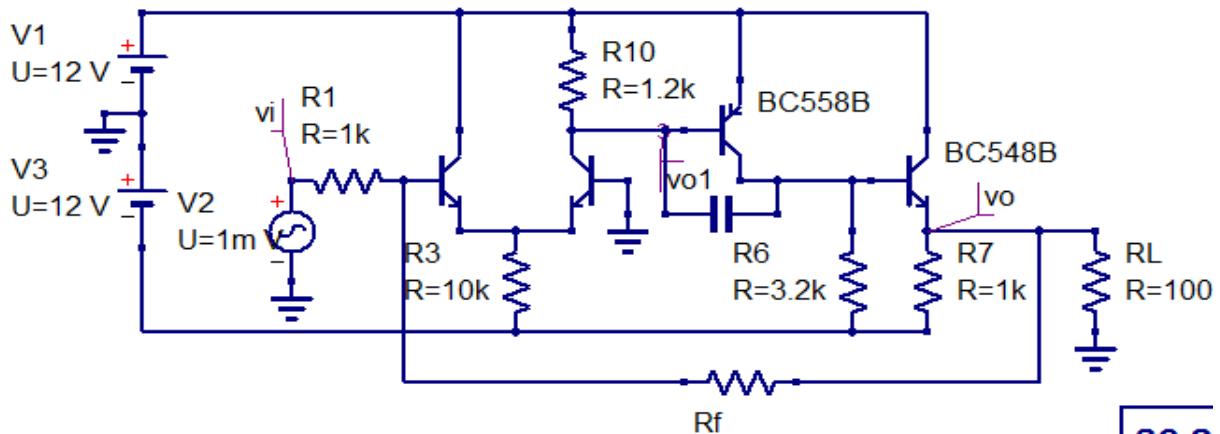 V1
U=12 V
V3
U=12 V
vi
R1
R=1k
V2
U=1m V
R3
R=10k
R10
R=1.2k
BC558B
vo1
R6
R=3.2k
BC548B
vo
R7
R=1k
RL
R=100
Rf